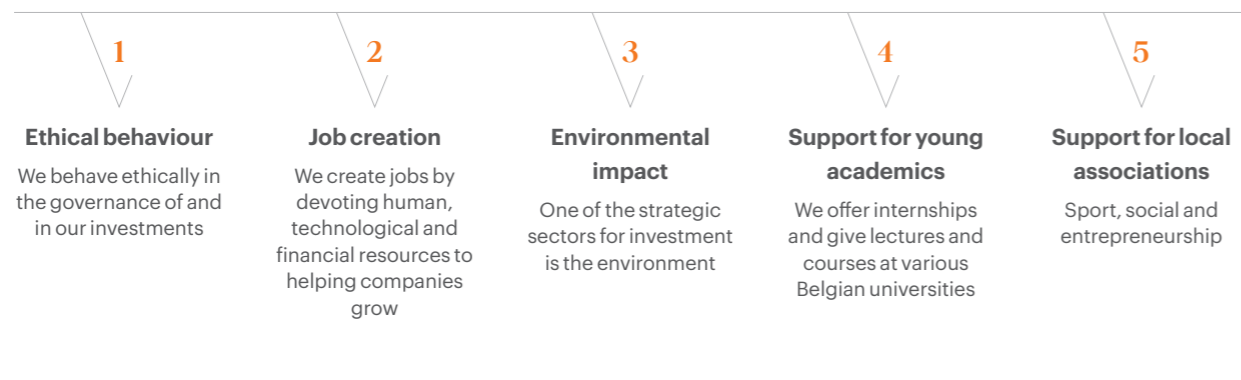 1
Ethical behaviour
We behave ethically in
the governance of and
in our investments
2
Job creation
We create jobs by
devoting human,
technological and
financial resources to
helping companies
grow
3
Environmental
impact
One of the strategic
sectors for investment
is the environment
4
Support for young
academics
We offer internships
and give lectures and
courses at various
Belgian universities
5
Support for local
associations
Sport, social and
entrepreneurship